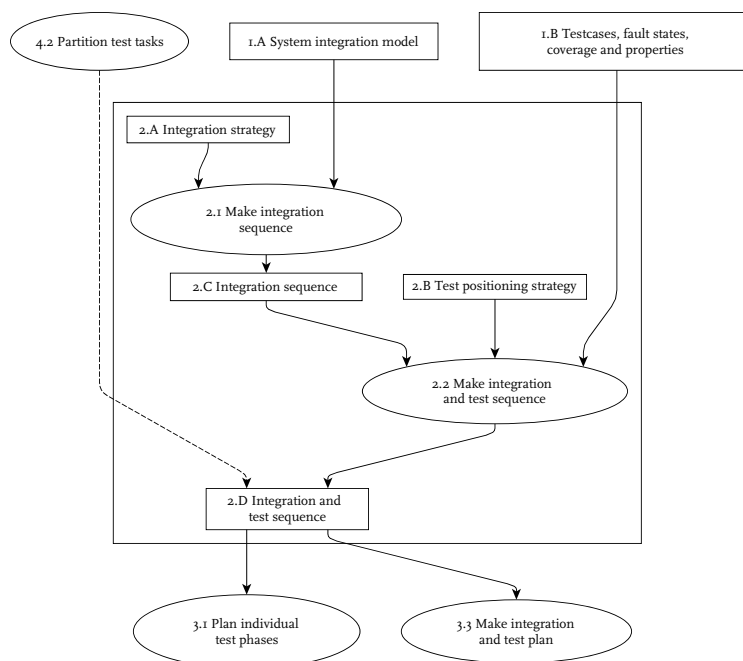 4.2 Partition test tasks
1.A System integration model
1.B Testcases, fault states,
coverage and properties
2.A Integration strategy
2.1 Make integration
sequence
2.C Integration sequence
2.B Test positioning strategy
2.2 Make integration
and test sequence
2.D Integration and
test sequence
3.1 Plan individual
test phases
3.3 Make integration
and test plan